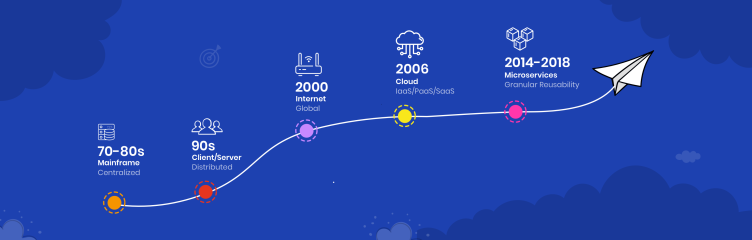 70-80s
Mainframe
Centralized
90s
Client/Server
Distributed
2000
Internet
Global
2006
Cloud
IaaS/PaaS/SaaS
2014-2018
Microservices
Granular Reusability